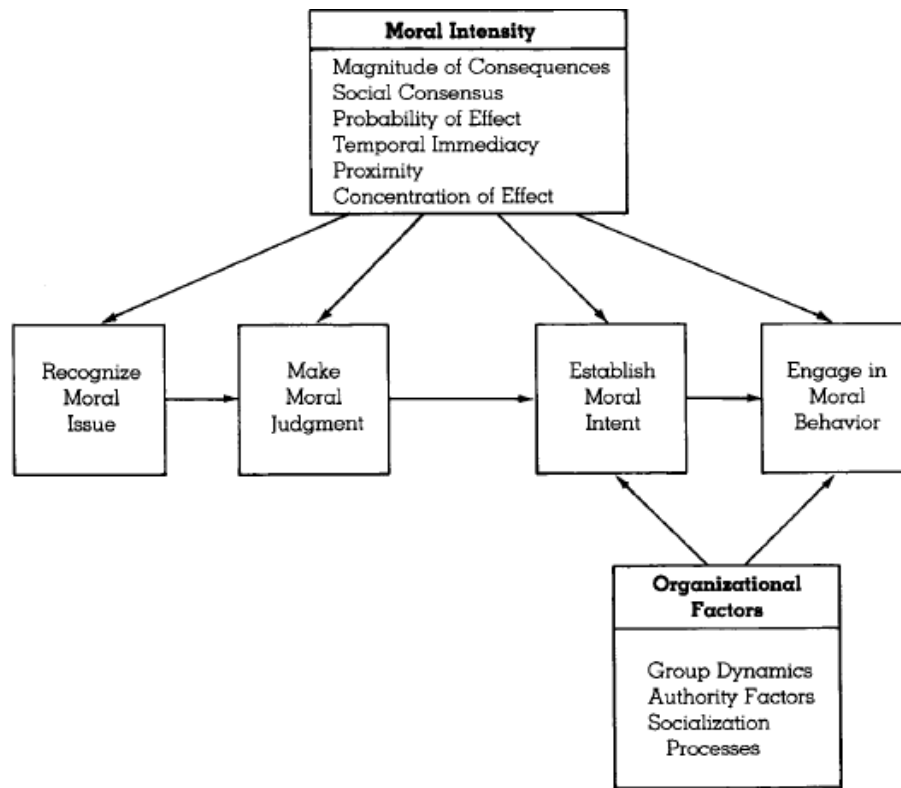 Moral Intensity
Magnitude of Consequences
Social Consensus
Probability of Effect
Temporal Immediacy
Proximity
Concentration of Effect
Recognize
Moral
Issue
Make
Moral
Judgment
Establish
Moral
Intent
Engage in
Moral
Behavior
Organizational
Factors
Group Dynamics
Authority Factors
Socialization
Processes